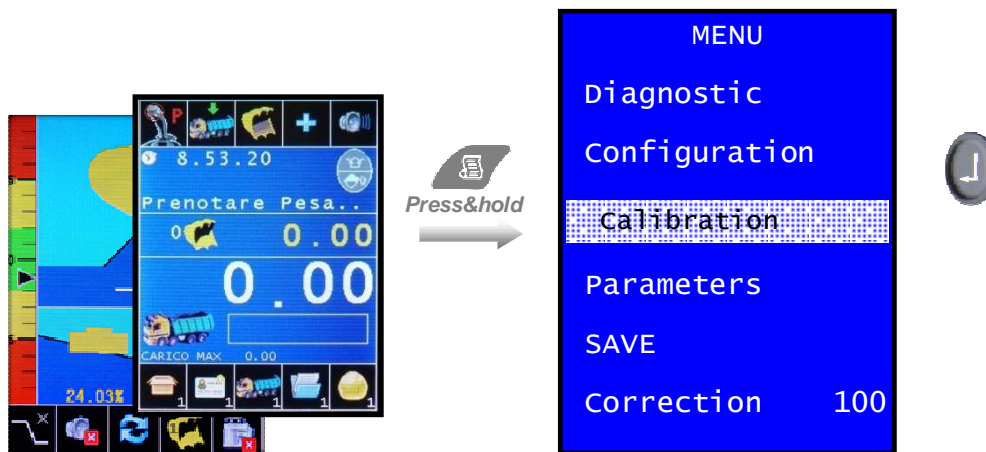 P
8.53.20
Prenotare Pesa..
0
0.00
0.00
CARICO MAX 0.00
1 1 1 1 1
24.03%
1
Press&hold
MENU
Diagnostic
Configuration
Calibration
Parameters
SAVE
Correction 100